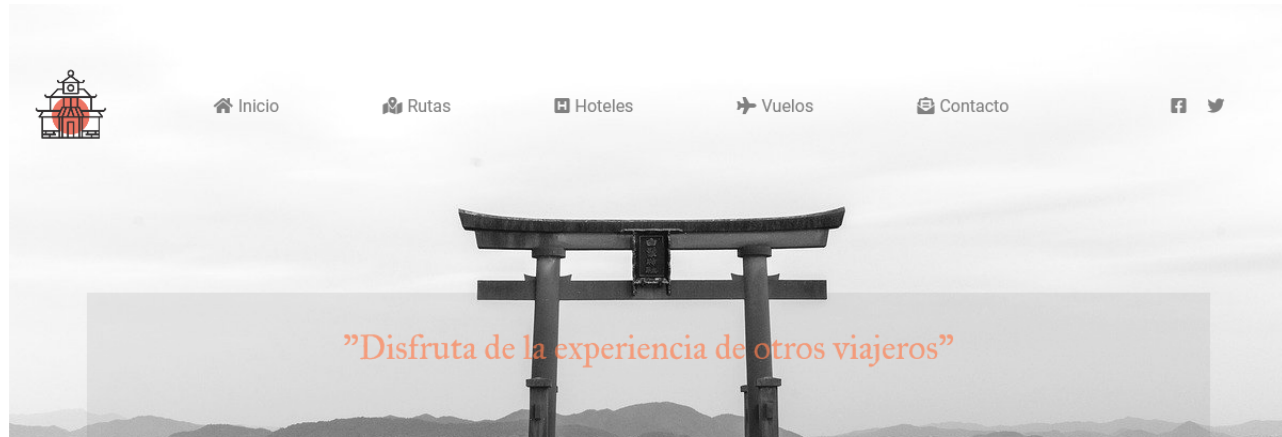 Inicio
Rutas
Hoteles
Vuelos
Contacto
”Disfruta de la experiencia de otros viajeros”